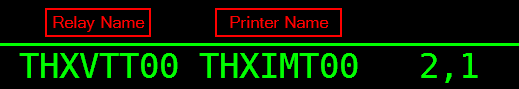 Relay Name Printer Name
THXVTT00 THXIMT00 2,1